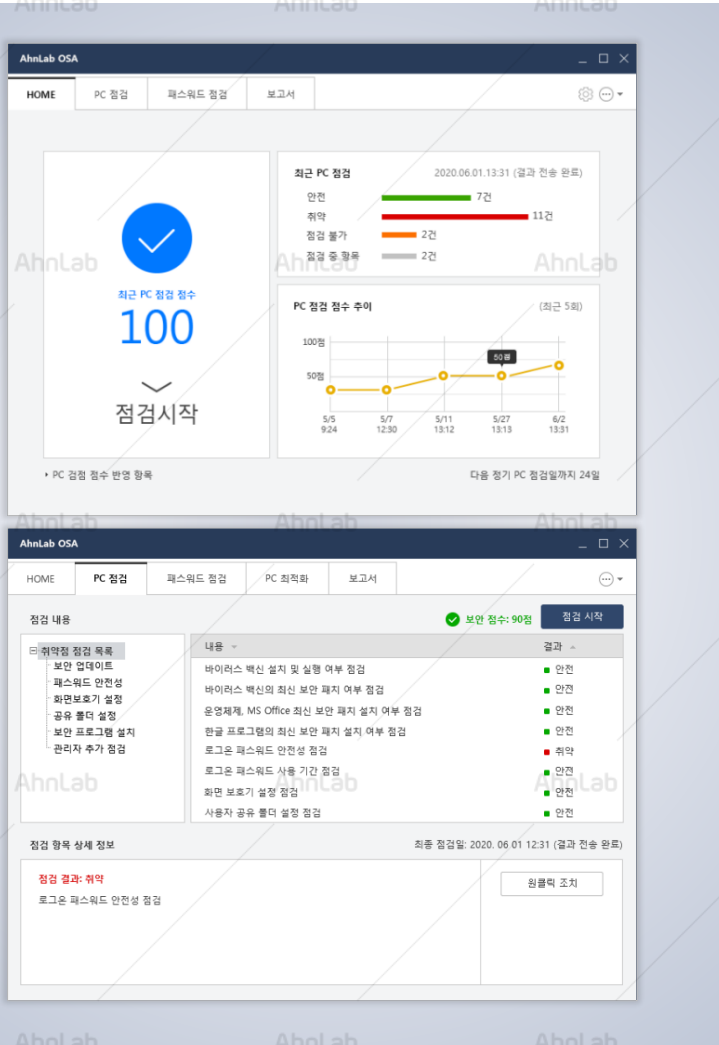 AhnLab AhnLab AhnLab
AhnLab OSA
HOME PC 점검 패스워드 점검 보고서
최근 PC 점검 2020.06.01.13:31 (결과 전송 완료)
안전 7건
취약 11건
점검 불가 2건
점검 중 항목 2건
AhnLab AhnLab AhnLab
최근 PC 점검 점수
100
점검시작
PC 점검 점수 추이 (최근 5회)
100점
50점
50점
5/5 5/7 5/11 5/27 6/2
9:24 12:30 13:12 13:13 13:31
PC 검점 점수 반영 항목 다음 정기 PC 점검일까지 24일
AhnLab AhnLab AhnLab
AhnLab OSA
HOME PC 점검 패스워드 점검 PC 최적화 보고서
점검 내용 보안 점수: 90점 점검 시작
취약점 점검 목록
보안 업데이트
패스워드 안전성
화면보호기 설정
공유 폴더 설정
보안 프로그램 설치
관리자 추가 점검
내용 결과
바이러스 백신 설치 및 실행 여부 점검 안전
바이러스 백신의 최신 보안 패치 여부 점검 안전
운영제제, MS Office 최신 보안 패치 설치 여부 점검 안전
한글 프로그램의 최신 보안 패치 설치 여부 점검 안전
로그온 패스워드 안전성 점검 취약
로그온 패스워드 사용 기간 점검 안전
화면 보호기 설정 점검 안전
사용자 공유 폴더 설정 점검 안전
AhnLab AhnLab AhnLab
점검 항목 상세 정보 최종 점검일: 2020. 06 01 12:31 (결과 전송 완료)
점검 결과: 취약
로그온 패스워드 안전성 점검
원클릭 조치
AhnLab AhnLab AhnLab